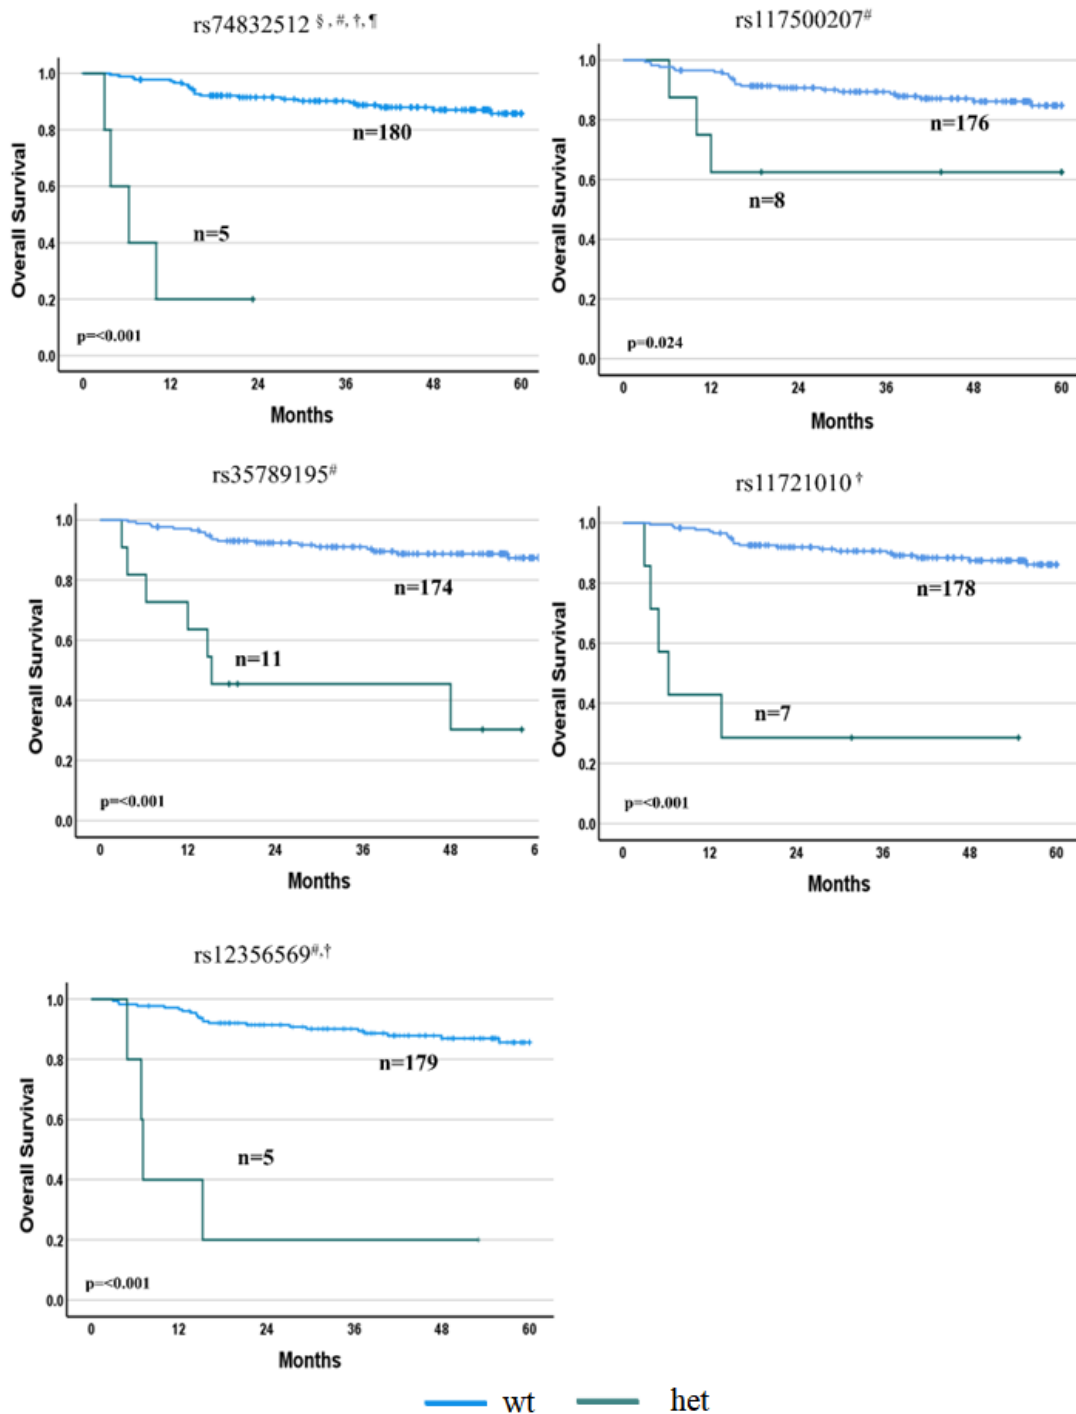 rs74832512 §, #, †, ¶
Overall Survival
1.0
0.8
0.6
0.4
0.2
0.0
n=180
n=5
p=<0.001
0 12 24 36 48 60
Months
rs117500207#
Overall Survival
1.0
0.8
0.6
0.4
0.2
0.0
n=176
n=8
p=0.024
0 12 24 36 48 60
Months
rs35789195#
Overall Survival
1.0
0.8
0.6
0.4
0.2
0.0
n=174
n=11
p=<0.001
0 12 24 36 48 6
Months
rs11721010 †
Overall Survival
1.0
0.8
0.6
0.4
0.2
0.0
n=178
n=7
p=<0.001
0 12 24 36 48 60
Months
rs12356569#,†
Overall Survival
1.0
0.8
0.6
0.4
0.2
0.0
n=179
n=5
p=<0.001
0 12 24 36 48 60
Months
wt het